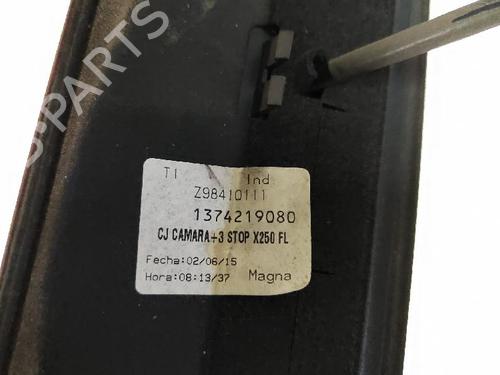 TI Ind
Z98410111
1374219080
CJ CAMARA+3 STOP X250 FL
Fecha:02/06/15
Hora:08:13/37 Magna
B-PARTS